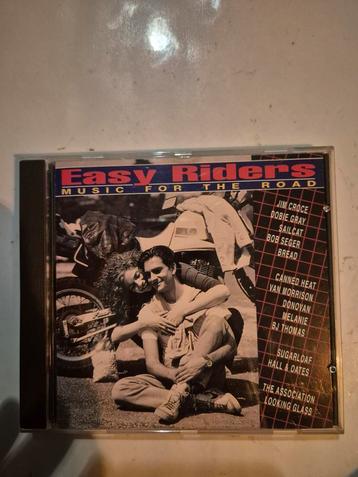 Easy Riders
MUSIC FOR THE ROAD
JIM CROCE
DOBIE GRAY
SAILCAT
BOB SEGER
BREAD
CANNED HEAT
VAN MORRISON
DONOVAN
MELANIE
BJ THOMAS
SUGARLOAF
HALL & OATES
THE ASSOCIATION
LOOKING GLASS